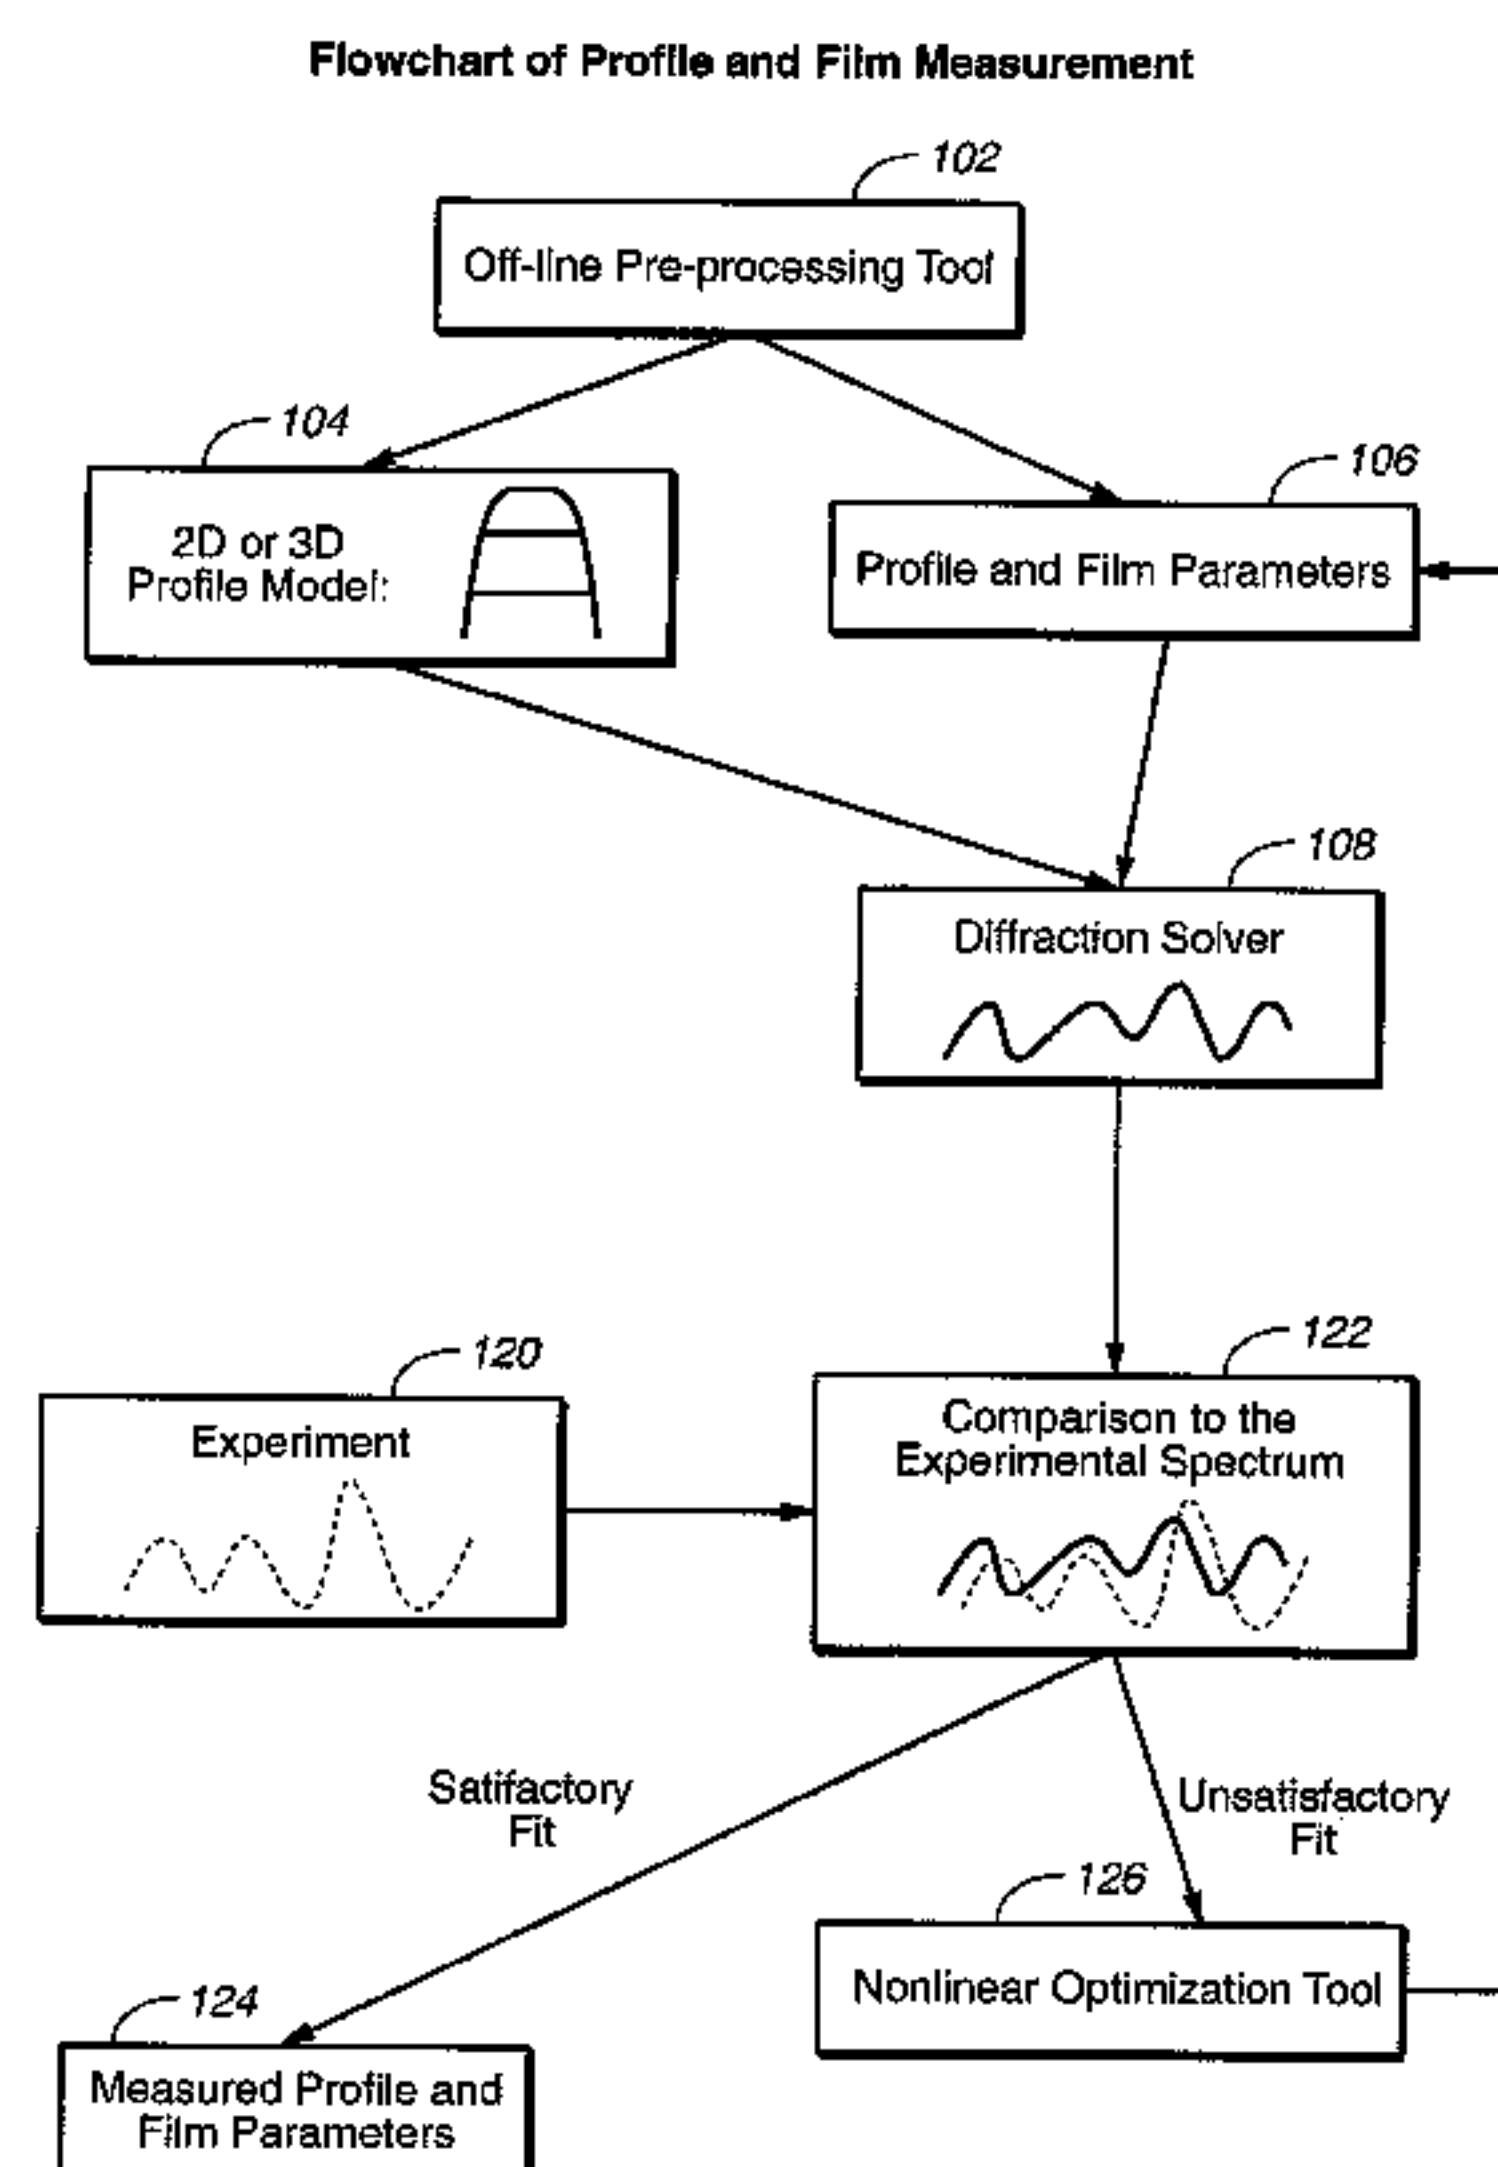 Flowchart of Profile and Film Measurement
102
Off-line Pre-processing Tool
104
2D or 3D
Profile Model:
106
Profile and Film Parameters
108
Diffraction Solver
120
Experiment
122
Comparison to the
Experimental Spectrum
Satifactory
Fit
Unsatisfactory
Fit
126
Nonlinear Optimization Tool
124
Measured Profile and
Film Parameters